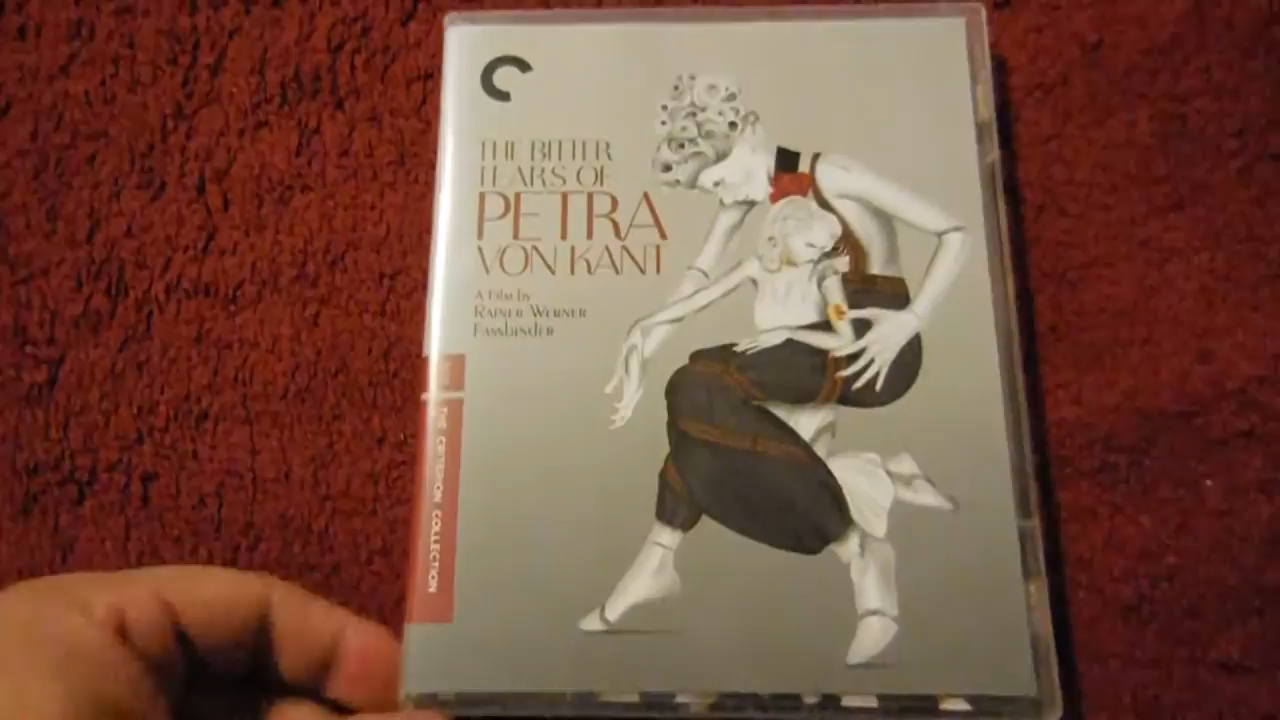 THE BITTER
TEARS OF
PETRA
VON KANT
A Film by
Rainer Werner
Fassbinder
THE CRITERION COLLECTION